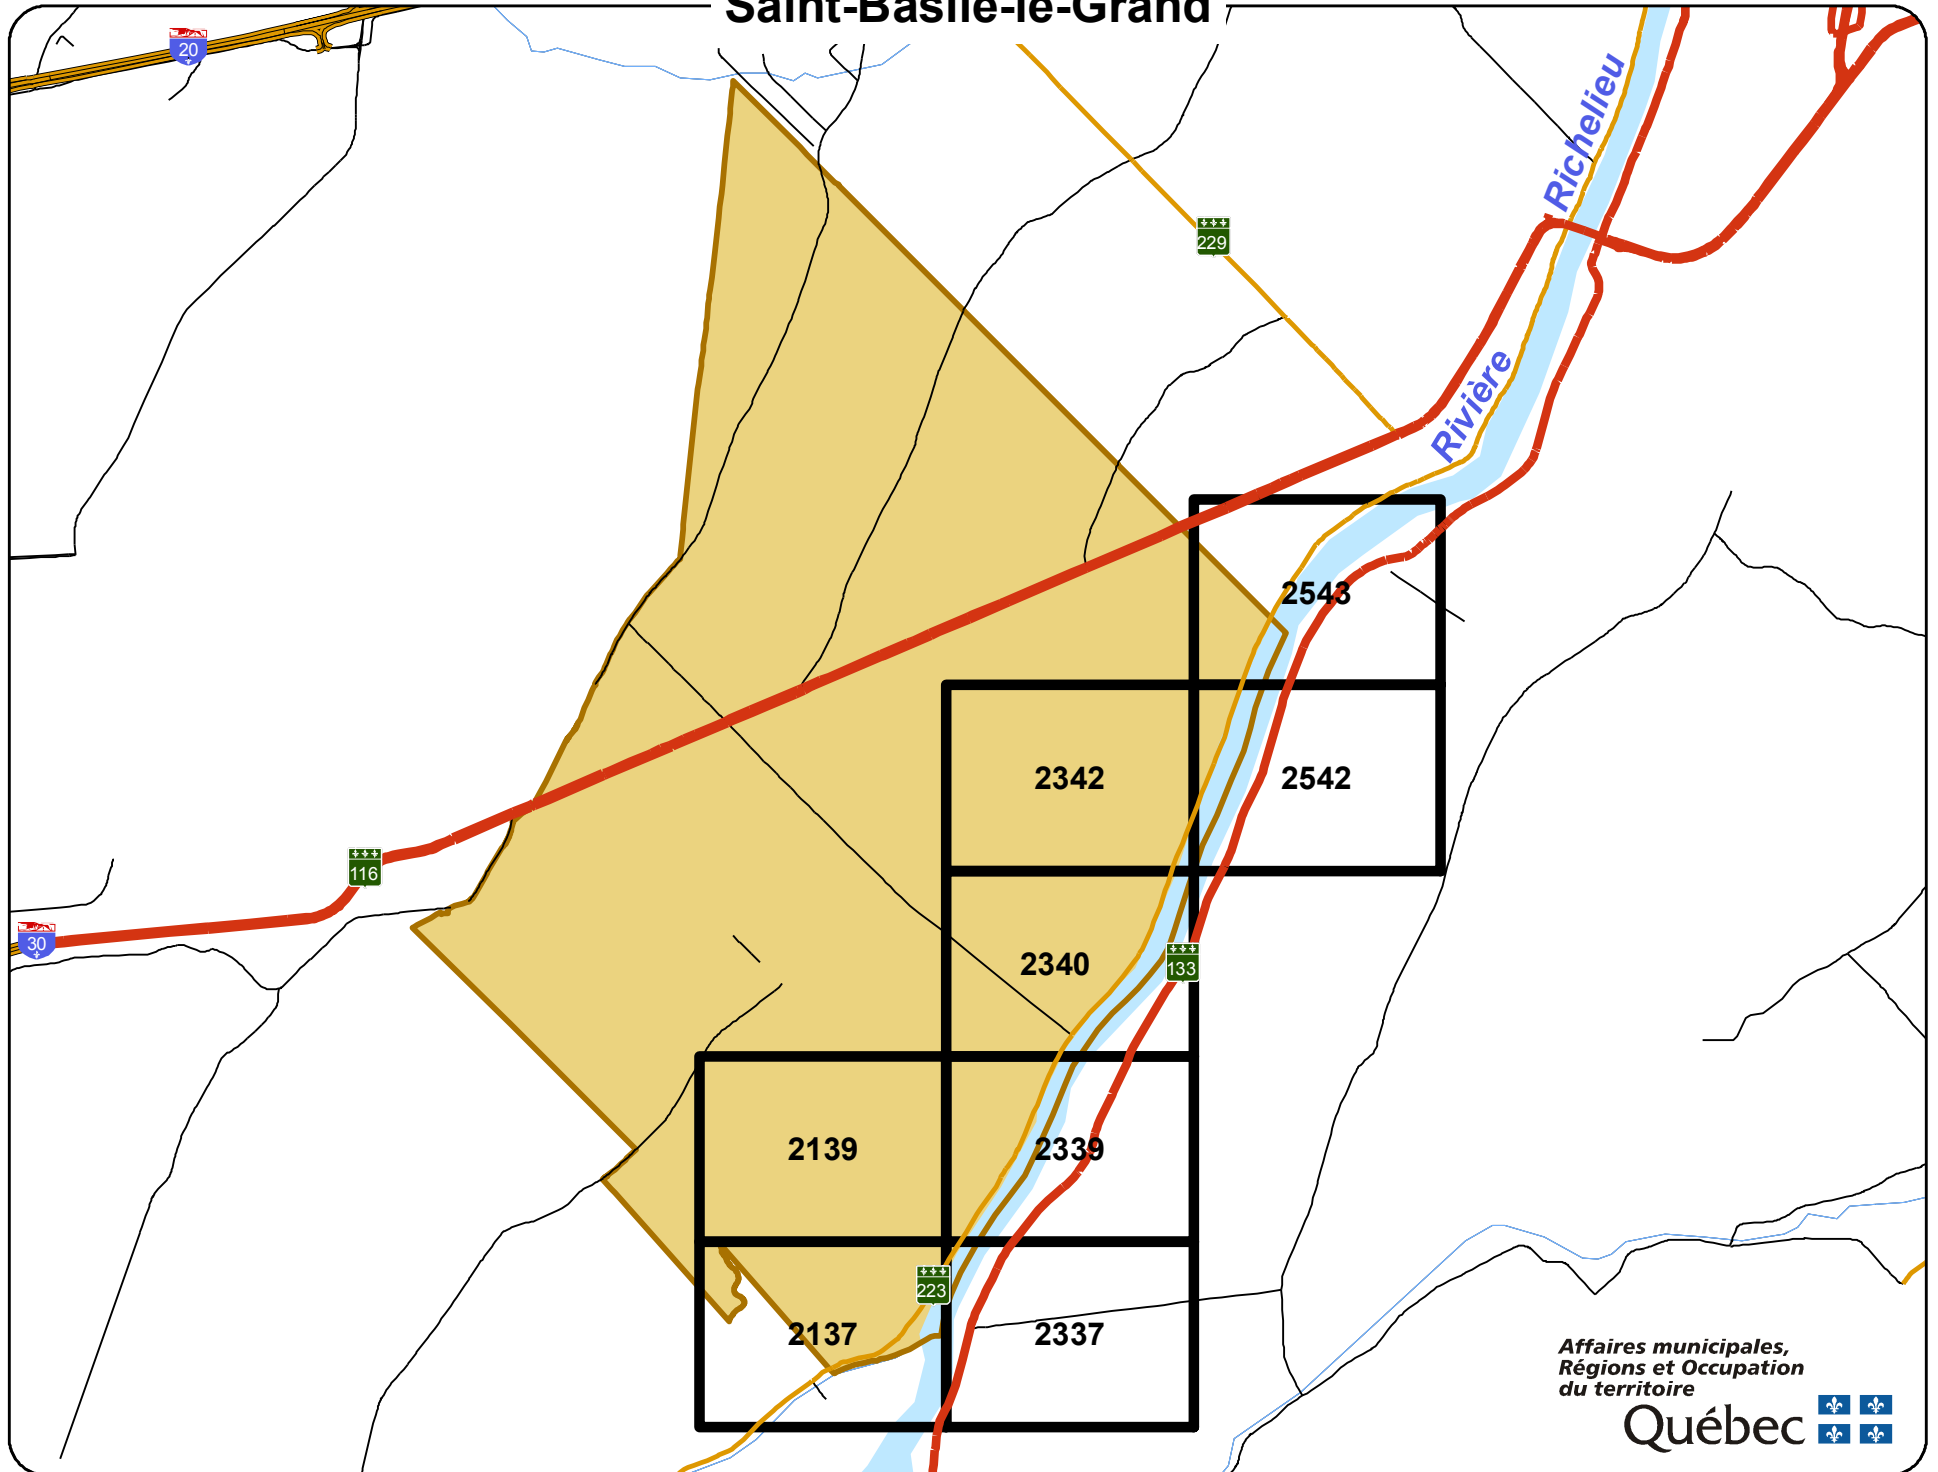 Saint-Basile-le-Grand
20
Richelieu
229
Rivière
2543
2342
2542
116
30
2340
133
2139
2339
223
2137
2337
Affaires municipales,
Régions et Occupation
du territoire
Québec